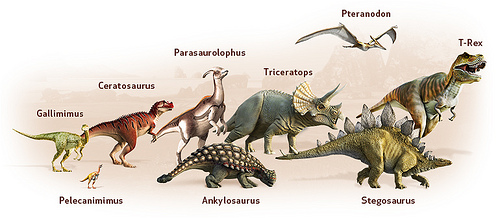 Pteranodon
T-Rex
Parasaurolophus
Triceratops
Ceratosaurus
Gallimimus
Pelecanimimus
Ankylosaurus
Stegosaurus